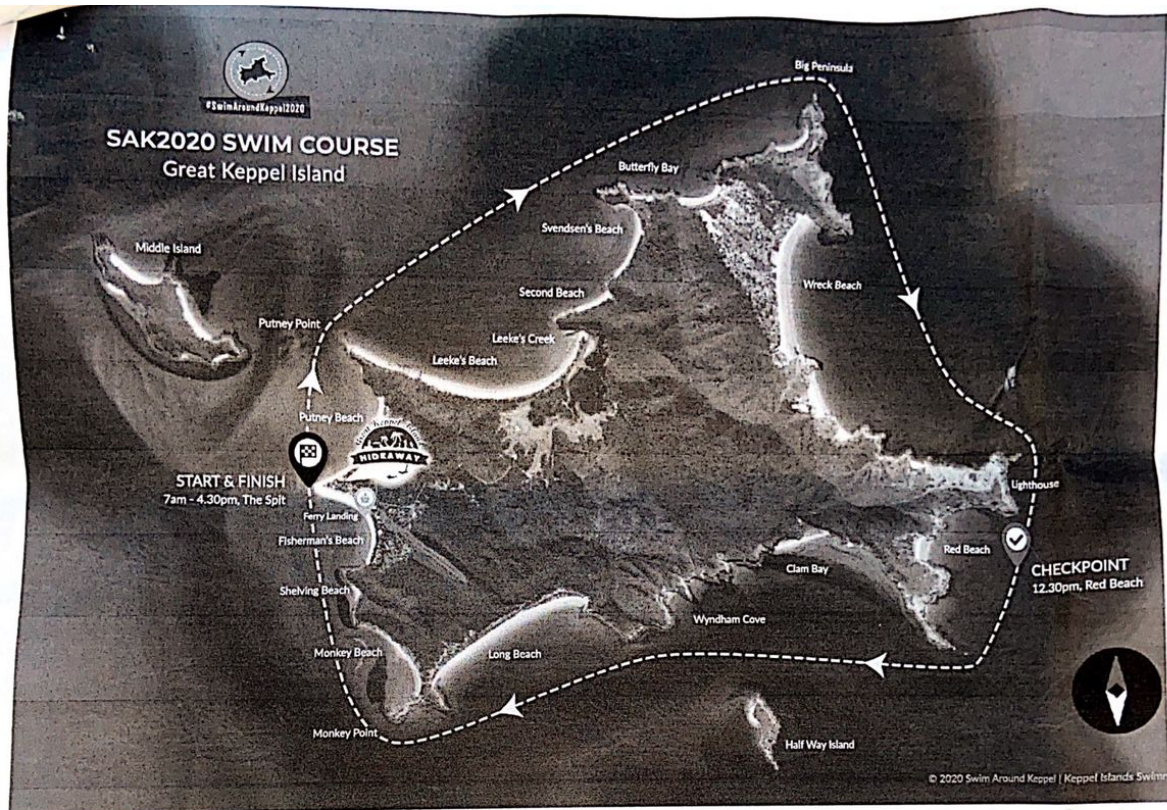 #SwimAroundKeppel2020
SAK2020 SWIM COURSE
Great Keppel Island
Big Peninsula
Butterfly Bay
Svendsen's Beach
Middle Island
Second Beach
Wreck Beach
Putney Point
Leeke's Creek
Leeke's Beach
Putney Beach
HIDEAWAY
START & FINISH
7am - 4.30pm, The Spit
Lighthouse
Ferry Landing
Fisherman's Beach
Red Beach
CHECKPOINT
12.30pm, Red Beach
Clam Bay
Shelving Beach
Wyndham Cove
Monkey Beach
Long Beach
Monkey Point
Half Way Island
© 2020 Swim Around Keppel | Keppel Islands Swimm